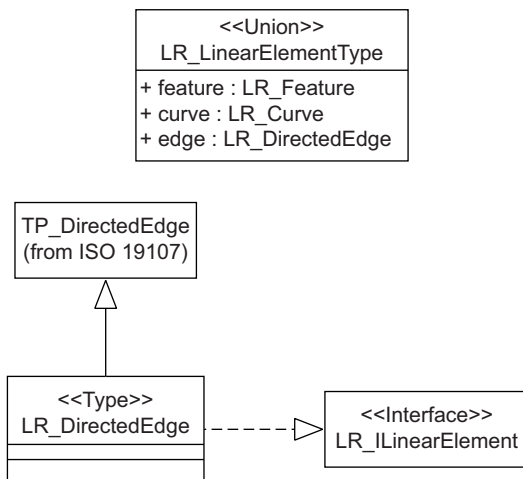 <<Union>>
LR_LinearElementType
+ feature : LR_Feature
+ curve : LR_Curve
+ edge : LR_DirectedEdge
TP_DirectedEdge
(from ISO 19107)
<<Type>>
LR_DirectedEdge
<<Interface>>
LR_ILinearElement